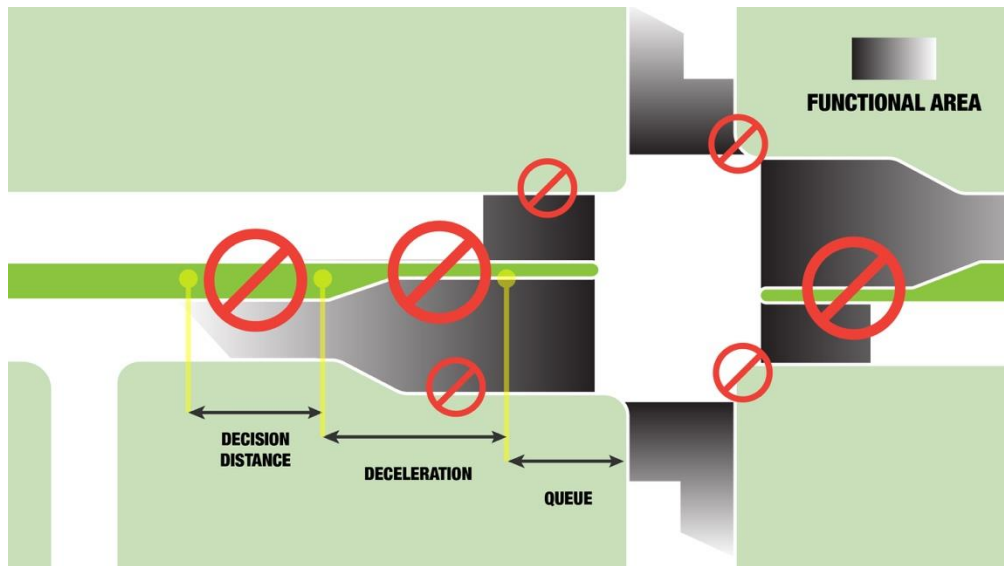 FUNCTIONAL AREA
DECISION
DISTANCE
DECELERATION
QUEUE